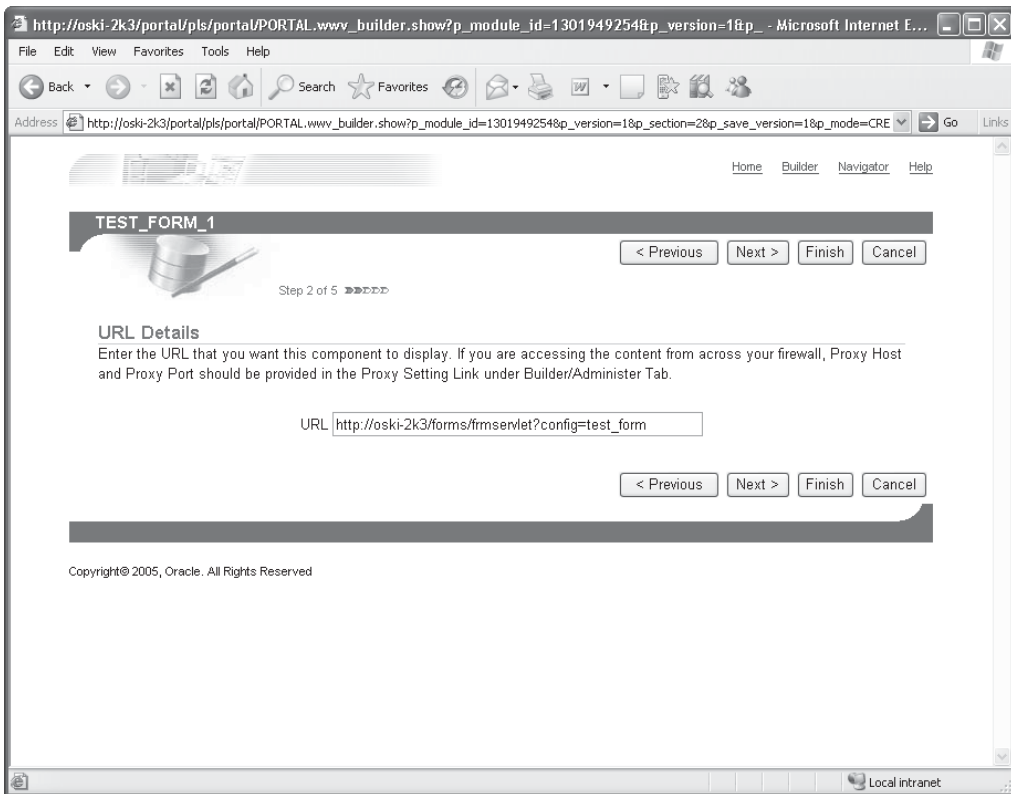 http://oski-2k3/portal/pls/portal/PORTAL.wwv_builder.show?p_module_id=1301949254&p_version=1&p_ - Microsoft Internet E...
File Edit View Favorites Tools Help
Back Search Favorites
Address http://oski-2k3/portal/pls/portal/PORTAL.wwv_builder.show?p_module_id=1301949254&p_version=1&p_section=2&p_save_version=1&p_mode=CRE Go Links
Home Builder Navigator Help
TEST_FORM_1
< Previous Next > Finish Cancel
Step 2 of 5
URL Details
Enter the URL that you want this component to display. If you are accessing the content from across your firewall, Proxy Host
and Proxy Port should be provided in the Proxy Setting Link under Builder/Administer Tab.
URL http://oski-2k3/forms/frmservlet?config=test_form
< Previous Next > Finish Cancel
Copyright© 2005, Oracle. All Rights Reserved
Local intranet